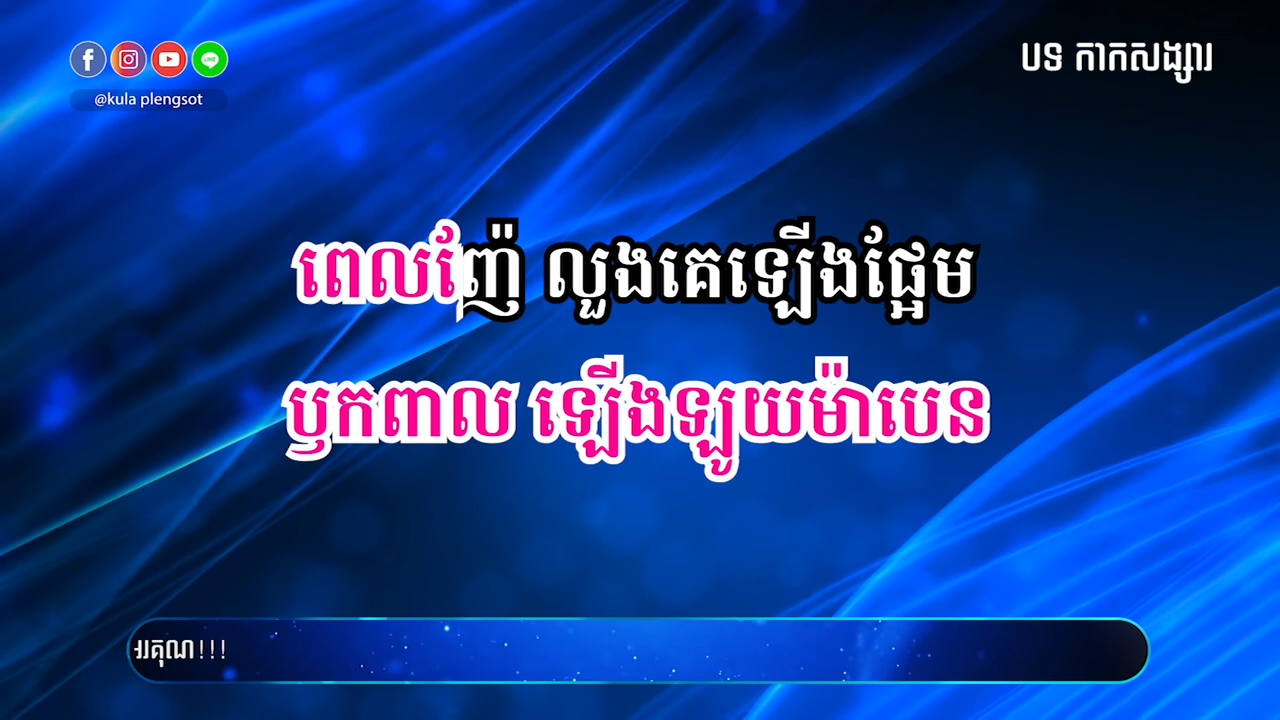 បទ កាកសង្សារ
@kula plengsot
ពេលញ៉ែ លួងគេឡើងផ្អែម
ឫកពាល ឡើងឡូយម៉ាបេន
អរគុណ!!!